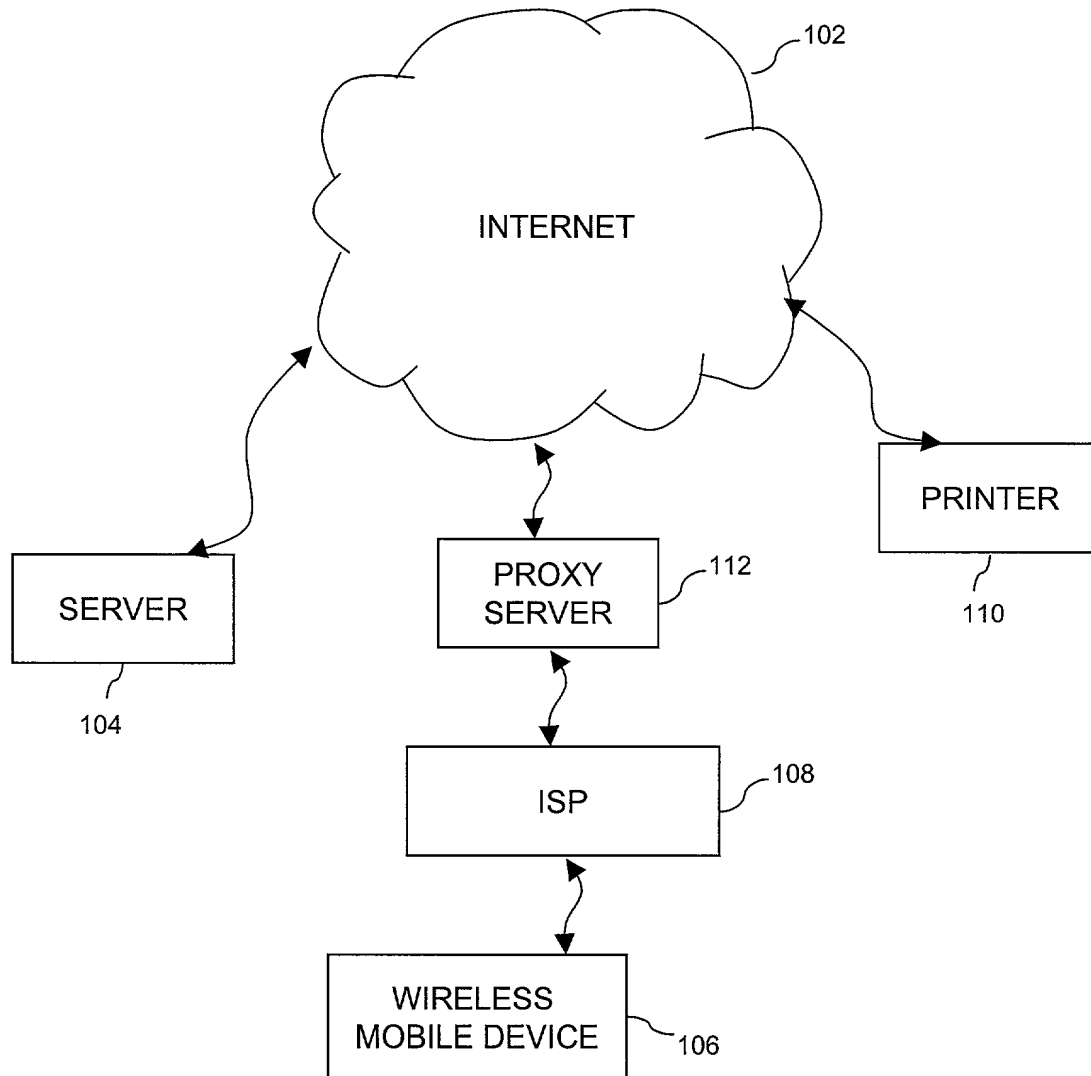 102
INTERNET
PRINTER
110
PROXY
SERVER
112
SERVER
104
ISP
108
WIRELESS
MOBILE DEVICE
106